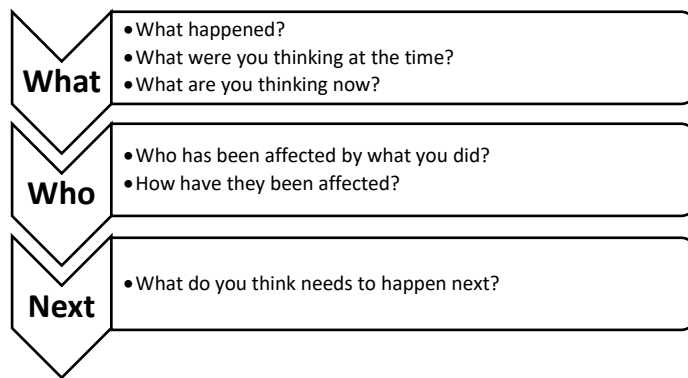 What
•What happened?
•What were you thinking at the time?
•What are you thinking now?
Who
•Who has been affected by what you did?
•How have they been affected?
Next
•What do you think needs to happen next?